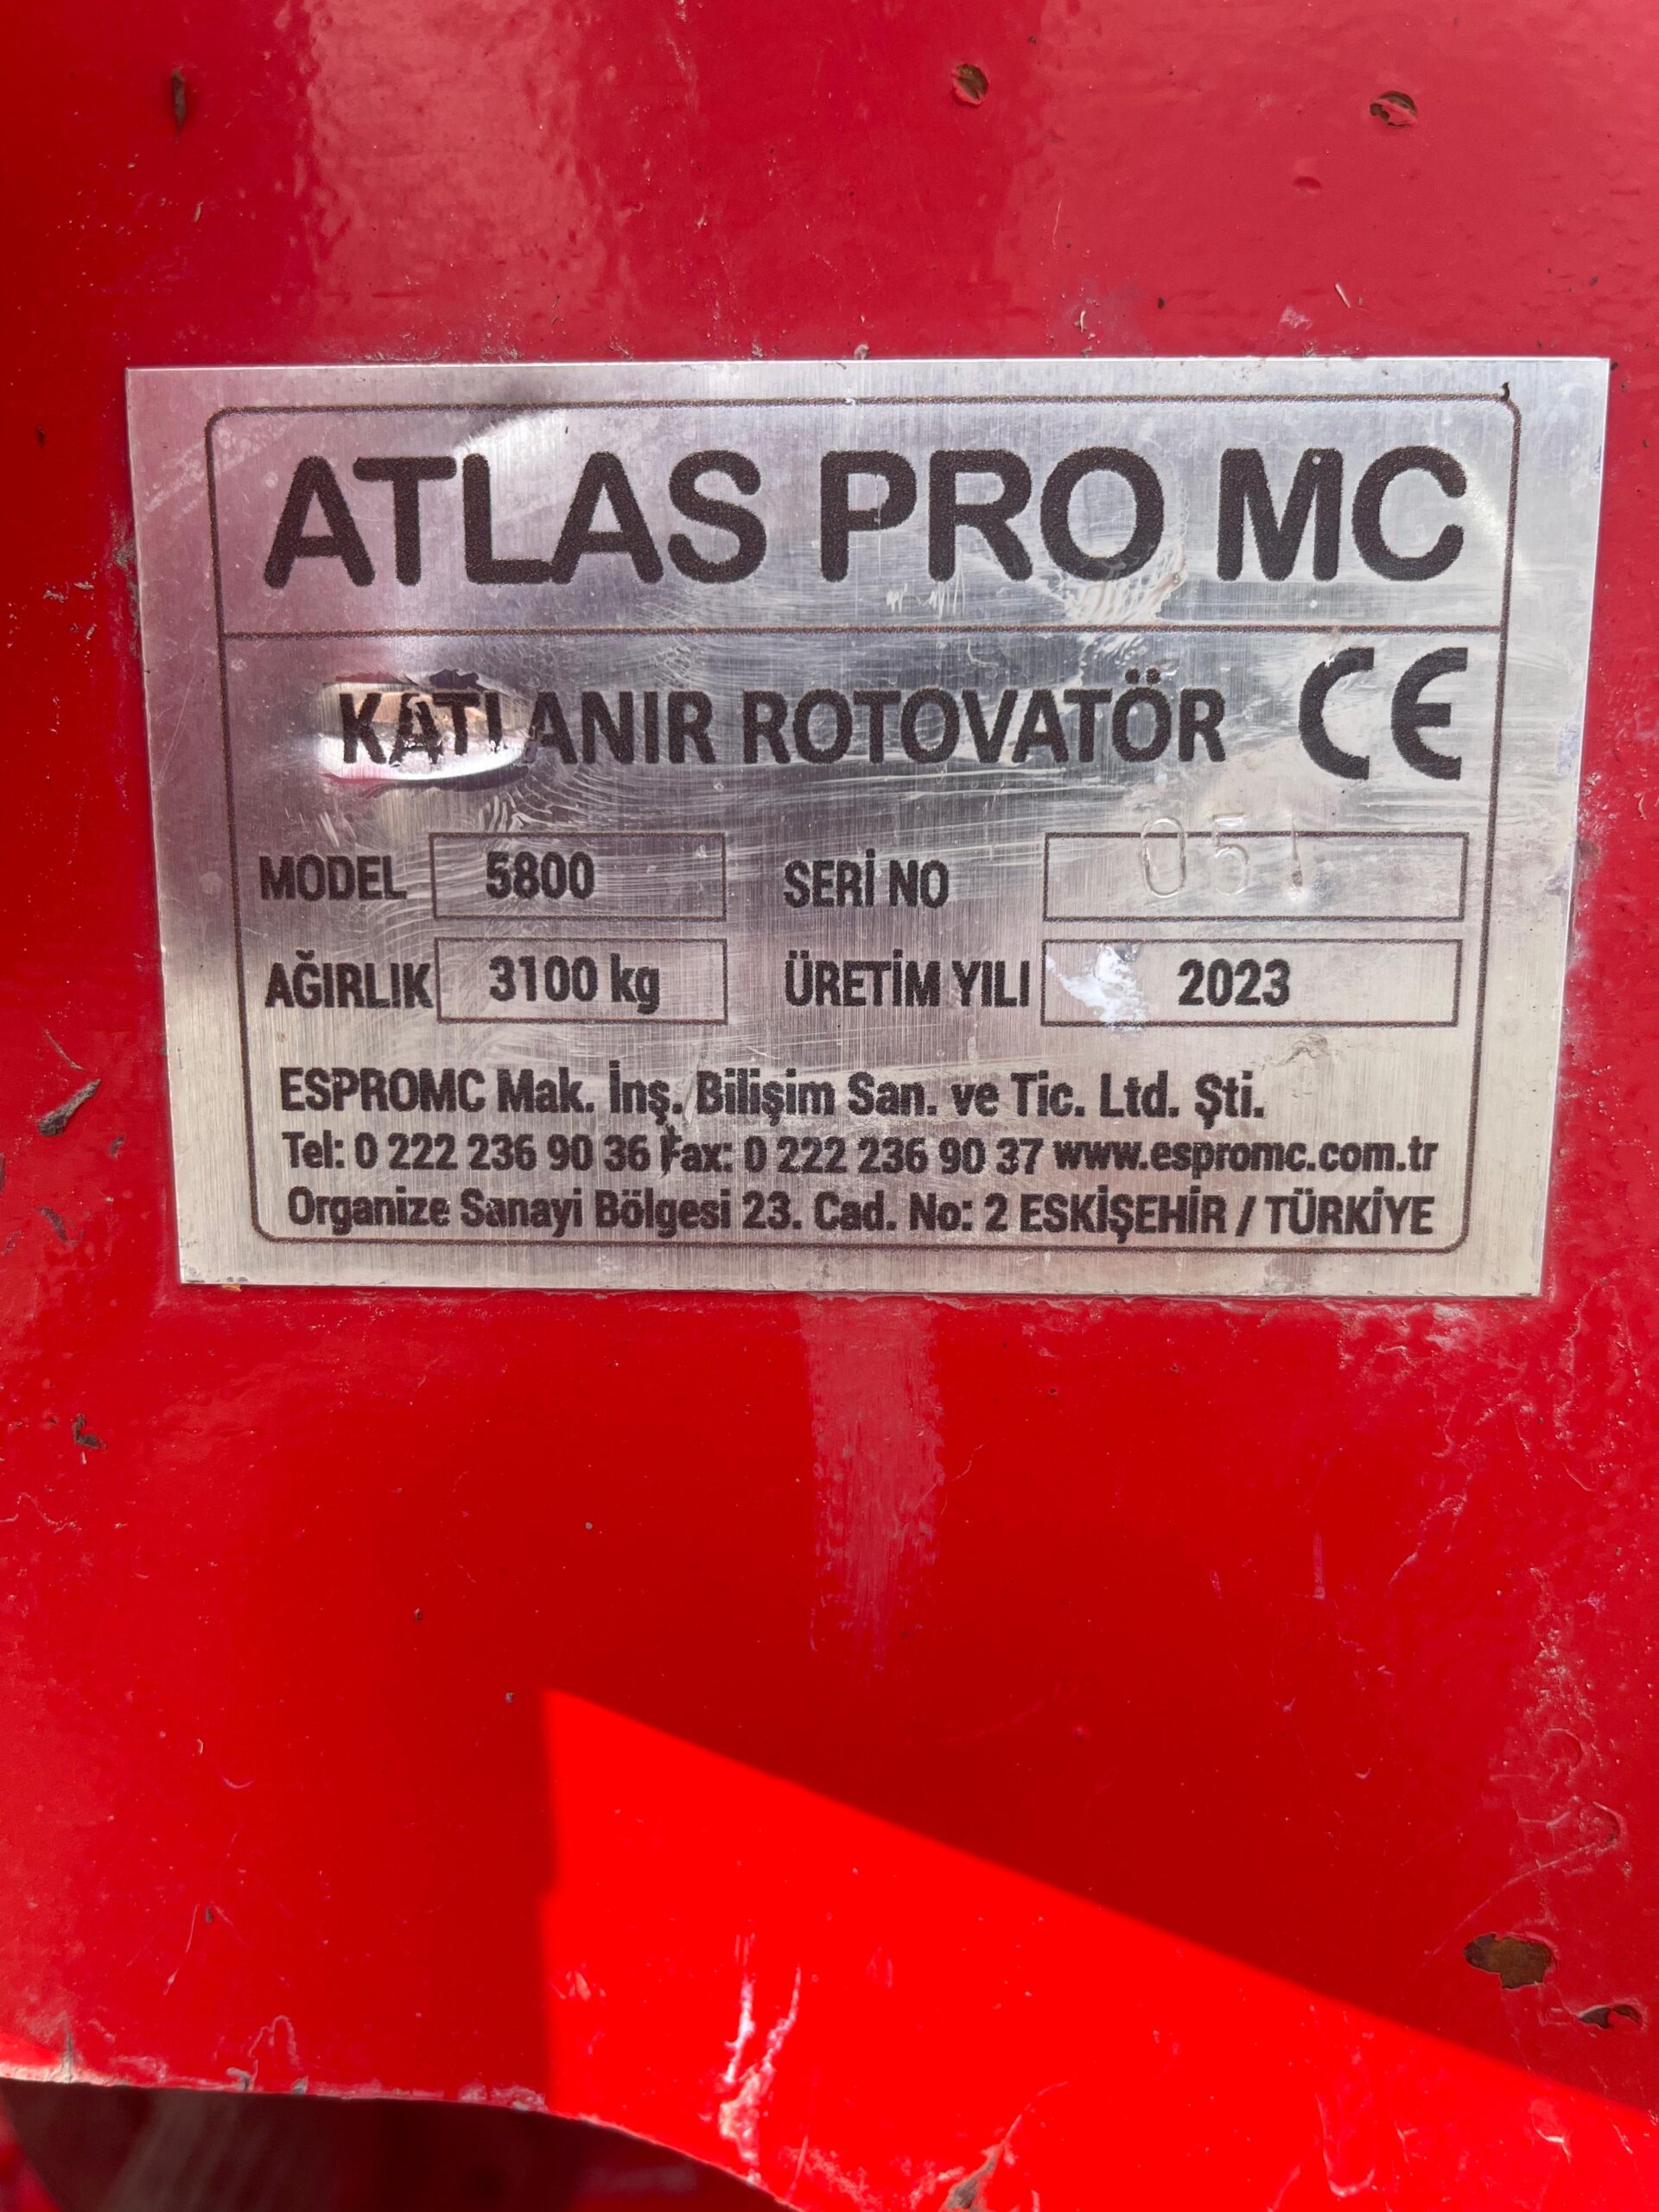 ATLAS PRO MC
KATLANIR ROTOVATÖR CE
MODEL 5800 SERİ NO 051
AĞIRLIK 3100 kg ÜRETİM YILI 2023
ESPROMC Mak. İnş. Bilişim San. ve Tic. Ltd. Şti.
Tel: 0 222 236 90 36 Fax: 0 222 236 90 37 www.espromc.com.tr
Organize Sanayi Bölgesi 23. Cad. No: 2 ESKİŞEHİR / TÜRKİYE